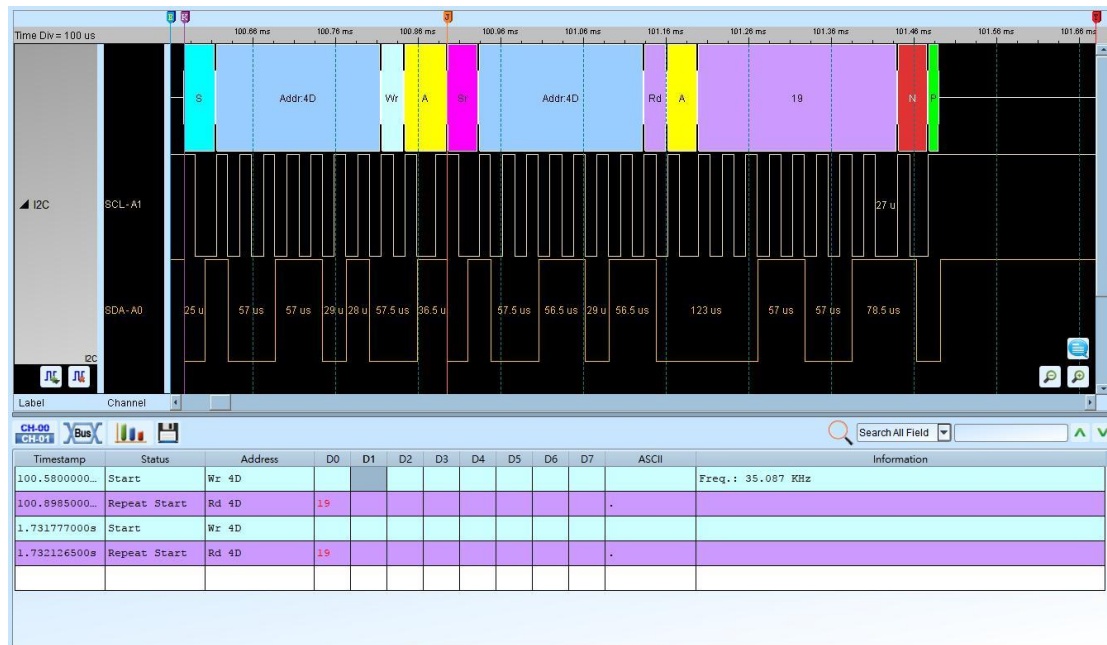 E R J T
Time Div = 100 us 100.66 ms 100.76 ms 100.86 ms 100.96 ms 101.06 ms 101.16 ms 101.26 ms 101.36 ms 101.46 ms 101.56 ms 101.66 ms
S Addr:4D Wr A Sr Addr:4D Rd A 19 N P
I2C SCL-A1 27 u
SDA-A0 25 u 57 us 57 us 29 u 28 u 57.5 us 36.5 u 57.5 us 56.5 us 29 u 56.5 us 123 us 57 us 57 us 78.5 us
I2C
Label Channel
CH-00
CH-01 Bus Search All Field
Timestamp Status Address D0 D1 D2 D3 D4 D5 D6 D7 ASCII Information
100.5800000... Start Wr 4D Freq.: 35.087 KHz
100.8985000... Repeat Start Rd 4D 19 .
1.731777000s Start Wr 4D
1.732126500s Repeat Start Rd 4D 19 .